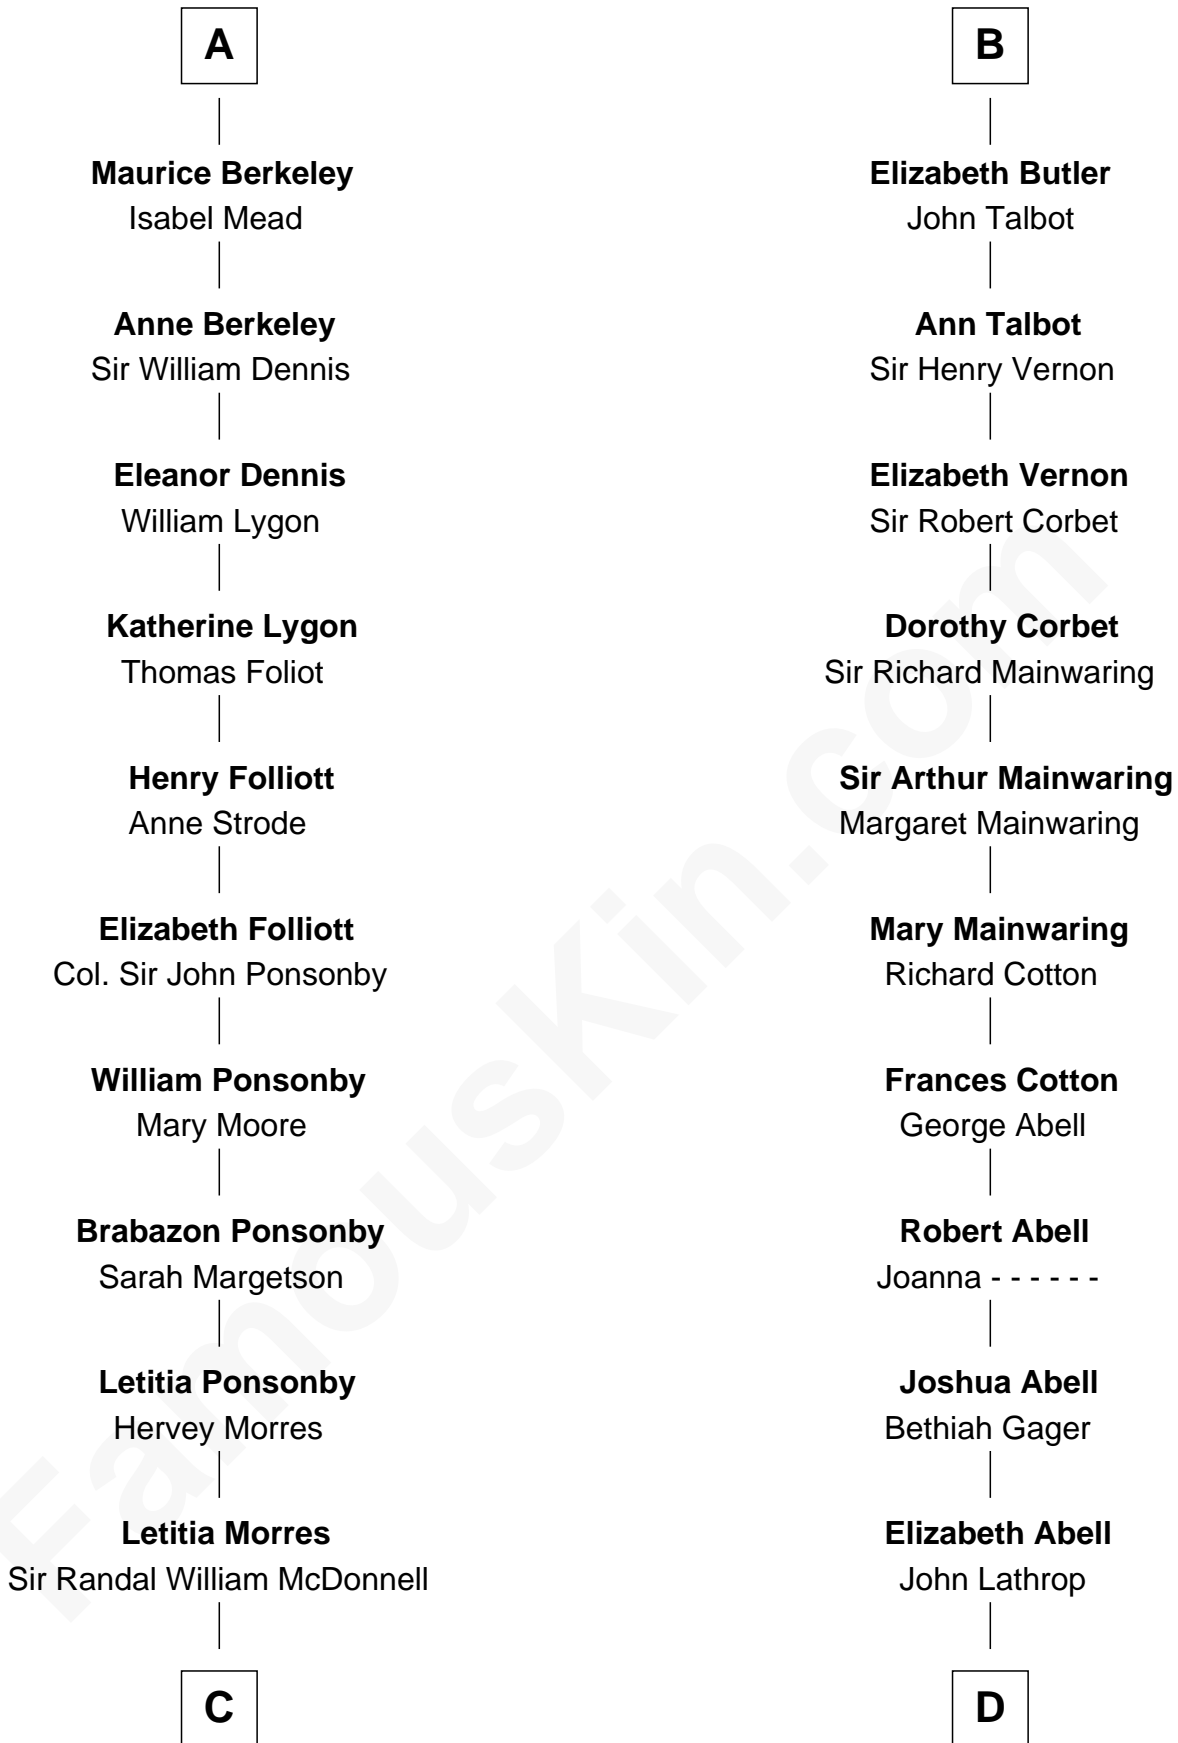 A
Maurice Berkeley
Isabel Mead
Anne Berkeley
Sir William Dennis
Eleanor Dennis
William Lygon
Katherine Lygon
Thomas Foliot
Henry Folliott
Anne Strode
Elizabeth Folliott
Col. Sir John Ponsonby
William Ponsonby
Mary Moore
Brabazon Ponsonby
Sarah Margetson
Letitia Ponsonby
Hervey Morres
Letitia Morres
Sir Randal William McDonnell
C
B
Elizabeth Butler
John Talbot
Ann Talbot
Sir Henry Vernon
Elizabeth Vernon
Sir Robert Corbet
Dorothy Corbet
Sir Richard Mainwaring
Sir Arthur Mainwaring
Margaret Mainwaring
Mary Mainwaring
Richard Cotton
Frances Cotton
George Abell
Robert Abell
Joanna - - - - - -
Joshua Abell
Bethiah Gager
Elizabeth Abell
John Lathrop
D
FamousKin.com